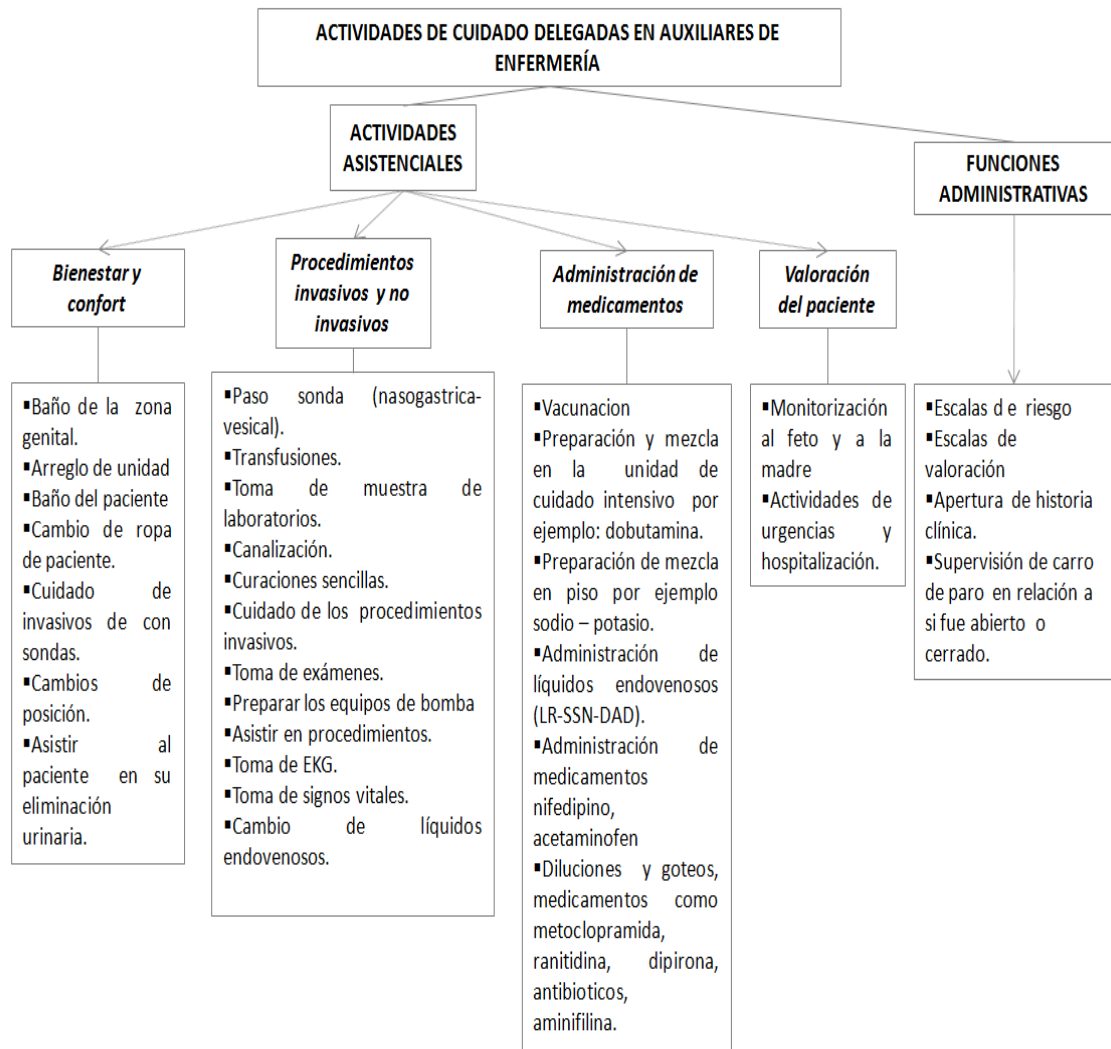 ACTIVIDADES DE CUIDADO DELEGADAS EN AUXILIARES DE
ENFERMERÍA
ACTIVIDADES
ASISTENCIALES
FUNCIONES
ADMINISTRATIVAS
Bienestar y
confort
Procedimientos
invasivos y no
invasivos
Administración de
medicamentos
Valoración
del paciente
▪Baño de la zona
genital.
▪Arreglo de unidad
▪Baño del paciente
▪Cambio de ropa
de paciente.
▪Cuidado de
invasivos de con
sondas.
▪Cambios de
posición.
▪Asistir al
paciente en su
eliminación
urinaria.
▪Paso sonda (nasogastrica-
vesical).
▪Transfusiones.
▪Toma de muestra de
laboratorios.
▪Canalización.
▪Curaciones sencillas.
▪Cuidado de los procedimientos
invasivos.
▪Toma de exámenes.
▪Preparar los equipos de bomba
▪Asistir en procedimientos.
▪Toma de EKG.
▪Toma de signos vitales.
▪Cambio de líquidos
endovenosos.
▪Vacunacion
▪Preparación y mezcla
en la unidad de
cuidado intensivo por
ejemplo: dobutamina.
▪Preparación de mezcla
en piso por ejemplo
sodio – potasio.
▪Administración de
líquidos endovenosos
(LR-SSN-DAD).
▪Administración de
medicamentos
nifedipino,
acetaminofen
▪Diluciones y goteos,
medicamentos como
metoclopramida,
ranitidina, dipirona,
antibioticos,
aminifilina.
▪Monitorización
al feto y a la
madre
▪Actividades de
urgencias y
hospitalización.
▪Escalas d e riesgo
▪Escalas de
valoración
▪Apertura de historia
clínica.
▪Supervisión de carro
de paro en relación a
si fue abierto o
cerrado.